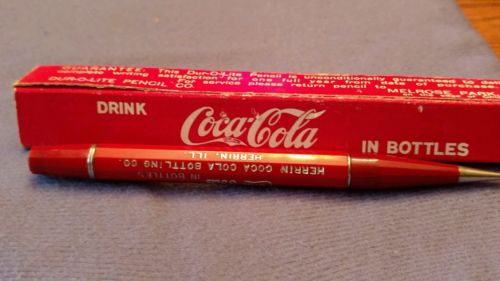 GUARANTEE. This Dur-O-Lite Pencil is unconditionally guaranteed to
complete writing satisfaction for one full year from date of purchase.
DUR-O-LITE PENCIL CO. For service please return pencil to MELROSE PARK
DRINK
Coca-Cola
IN BOTTLES
IN BOTTLES
HERRIN COCA COLA BOTTLING CO.
HERRIN, ILL.